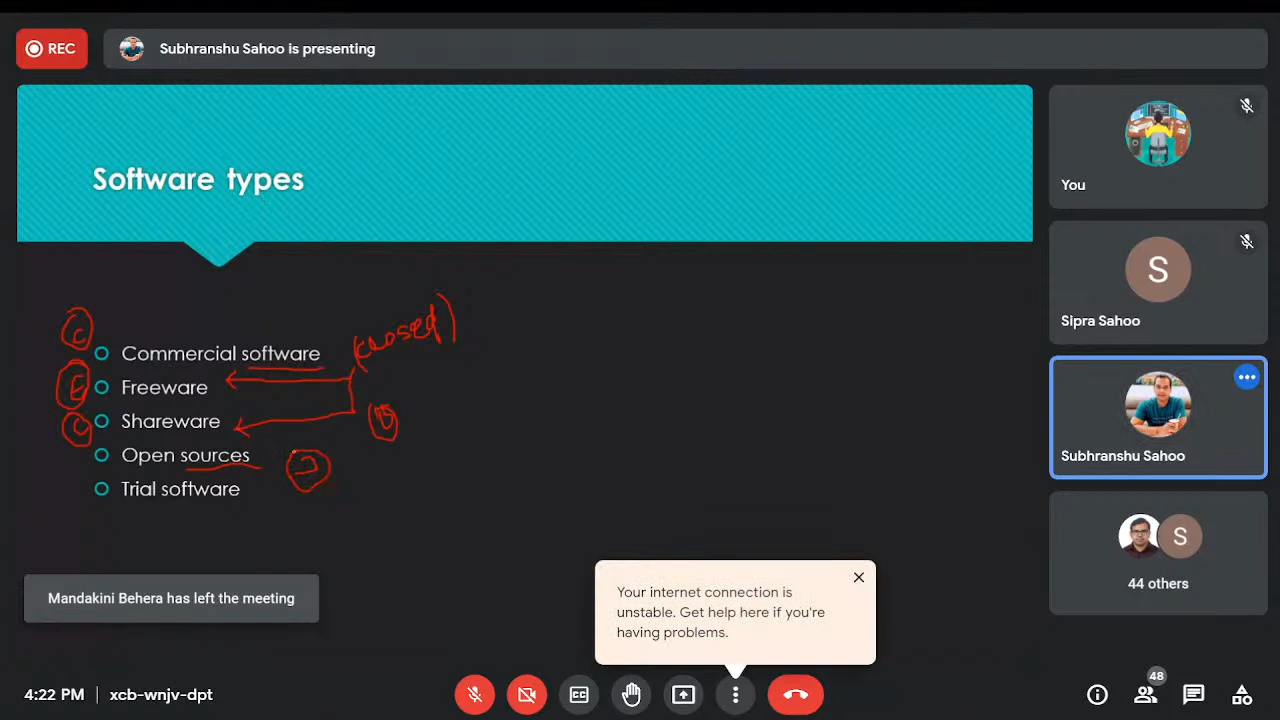 REC
Subhranshu Sahoo is presenting
Software types
closed)
C
Commercial software
Freeware
Shareware
Open sources
Trial software
You
S
Sipra Sahoo
Subhranshu Sahoo
S
44 others
Mandakini Behera has left the meeting
Your internet connection is
unstable. Get help here if you're
having problems.
4:22 PM | xcb-wnjv-dpt
CC
48